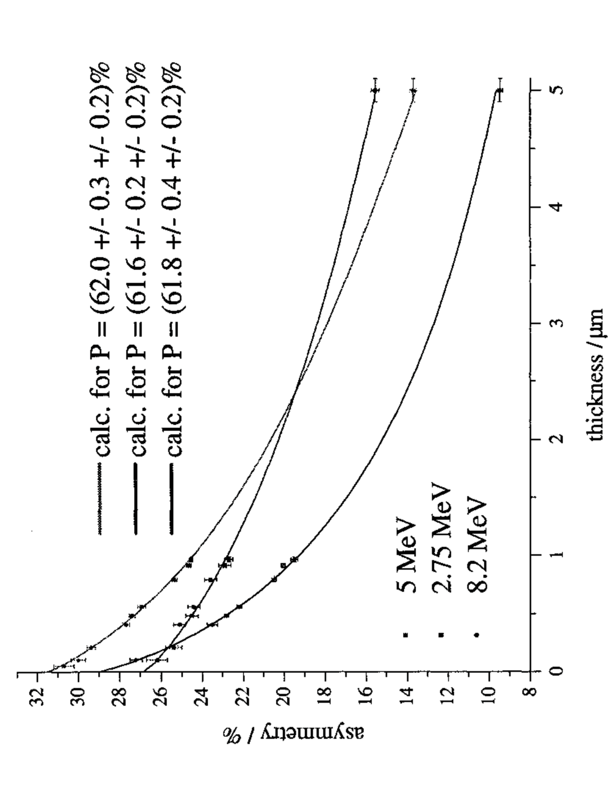 calc. for P = (62.0 +/- 0.3 +/- 0.2)%
calc. for P = (61.6 +/- 0.2 +/- 0.2)%
calc. for P = (61.8 +/- 0.4 +/- 0.2)%
5 MeV
2.75 MeV
8.2 MeV
asymmetry / %
32
30
28
26
24
22
20
18
16
14
12
10
8
0
1
2
3
4
5
thickness / µm